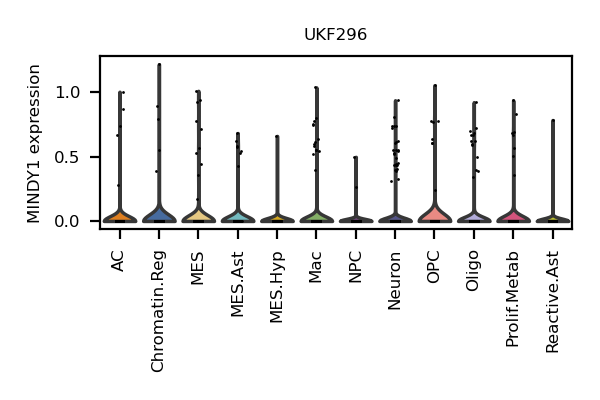 UKF296
MINDY1 expression
1.0
0.5
0.0
AC
Chromatin.Reg
MES
MES.Ast
MES.Hyp
Mac
NPC
Neuron
OPC
Oligo
Prolif.Metab
Reactive.Ast